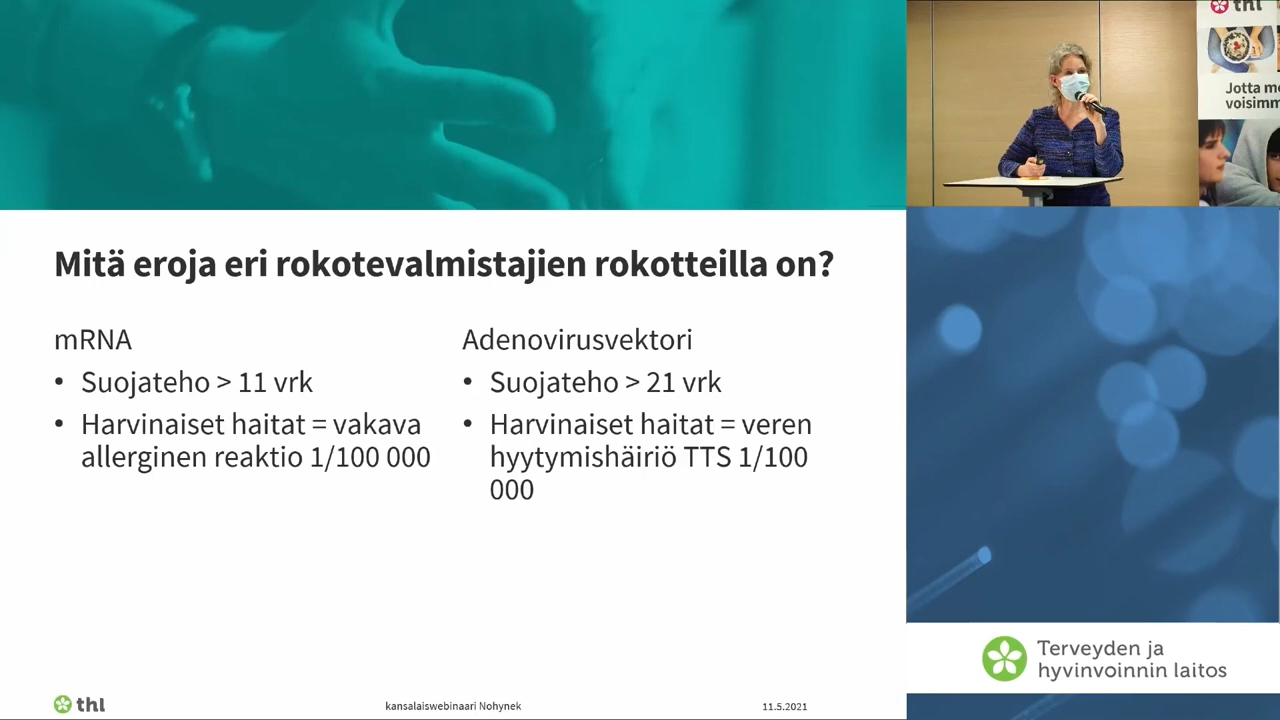 Mitä eroja eri rokotevalmistajien rokotteilla on?
mRNA
• Suojateho > 11 vrk
• Harvinaiset haitat = vakava
allerginen reaktio 1/100 000
Adenovirusvektori
• Suojateho > 21 vrk
• Harvinaiset haitat = veren
hyytymishäiriö TTS 1/100
000
thl
kansalaiswebinaari Nohynek
11.5.2021
thl
Jotta
Terveyden ja
hyvinvoinnin laitos